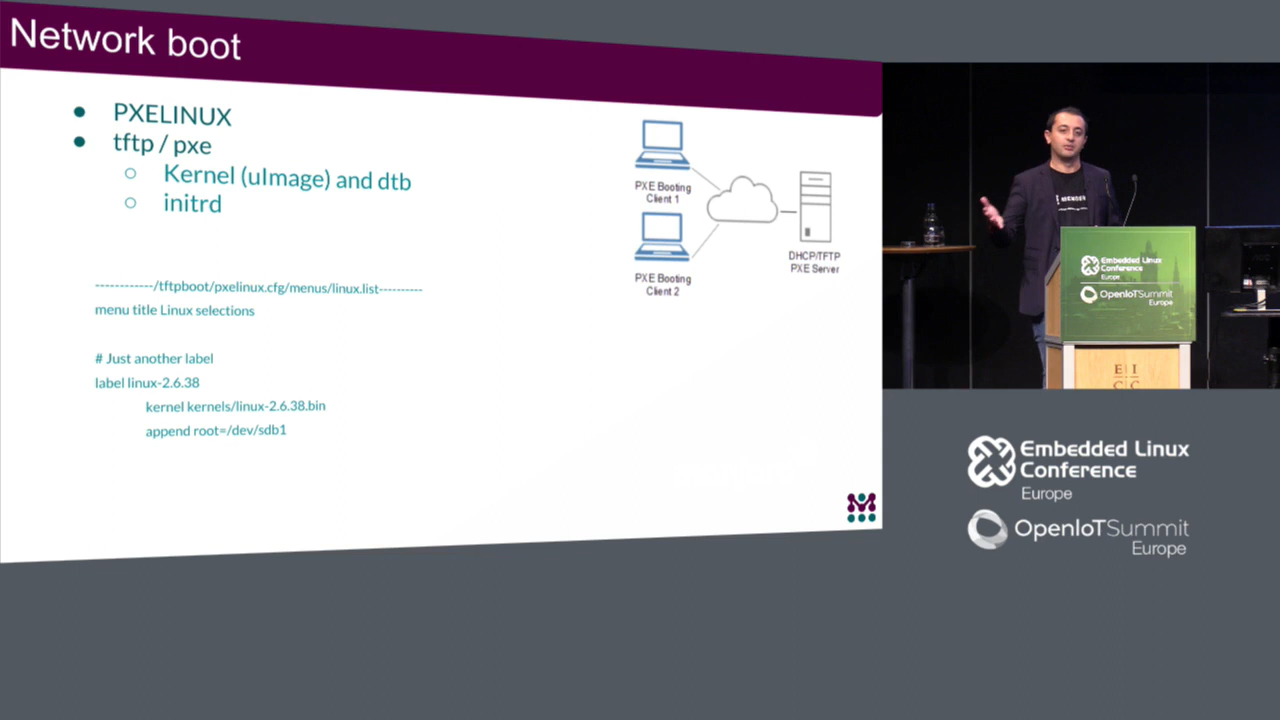 Network boot
● PXELINUX
● tftp / pxe
○ Kernel (uImage) and dtb
○ initrd
------------/tftpboot/pxelinux.cfg/menus/linux.list----------
menu title Linux selections
# Just another label
label linux-2.6.38
kernel kernels/linux-2.6.38.bin
append root=/dev/sdb1
PXE Booting
Client 1
PXE Booting
Client 2
DHCP/TFTP
PXE Server
Embedded Linux
Conference
Europe
OpenIoTSummit
Europe
E I
C C
Embedded Linux
Conference
Europe
OpenIoTSummit
Europe